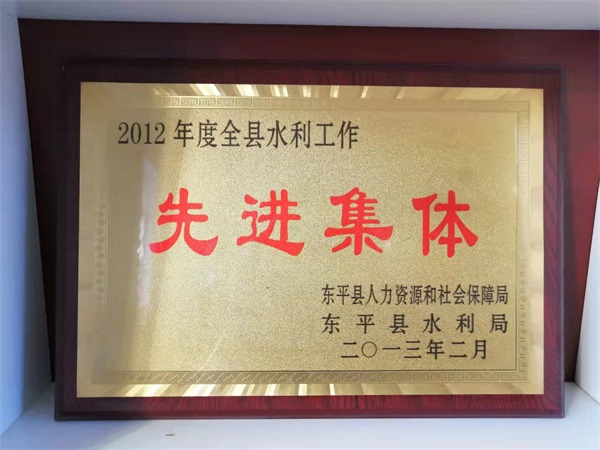 2012年度全县水利工作
先进集体
东平县人力资源和社会保障局
东平县水利局
二〇一三年二月